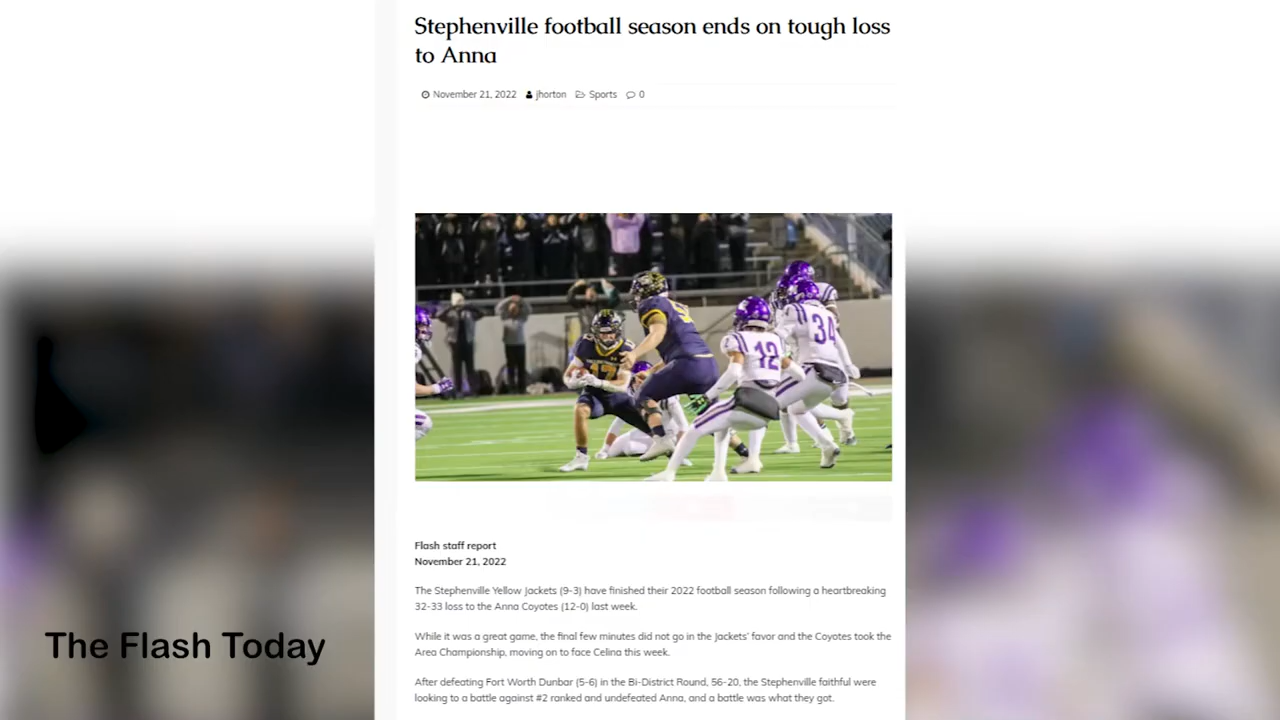 Stephenville football season ends on tough loss
to Anna
November 21, 2022 jhorton Sports 0
12
34
17
Flash staff report
November 21, 2022
The Stephenville Yellow Jackets (9-3) have finished their 2022 football season following a heartbreaking
32-33 loss to the Anna Coyotes (12-0) last week.
While it was a great game, the final few minutes did not go in the Jackets' favor and the Coyotes took the
Area Championship, moving on to face Celina this week.
After defeating Fort Worth Dunbar (5-6) in the Bi-District Round, 56-20, the Stephenville faithful were
looking to a battle against #2 ranked and undefeated Anna, and a battle was what they got.
The Flash Today